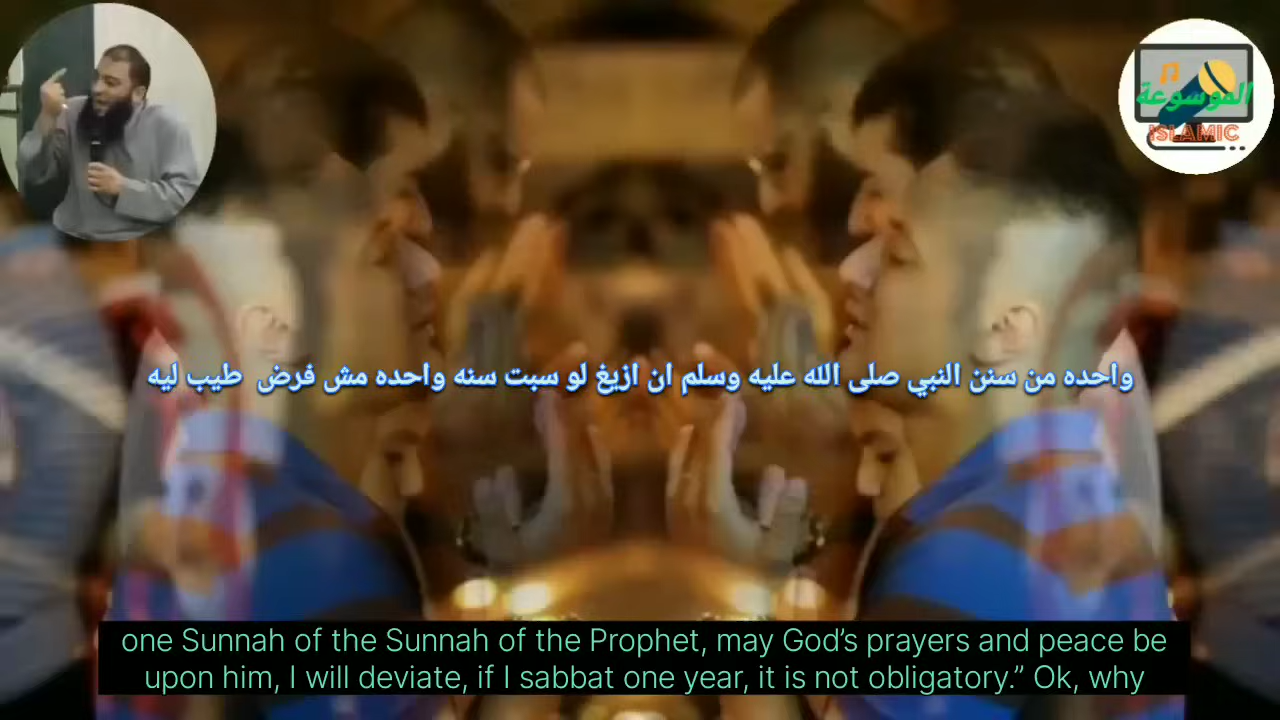 الموسوعة
ISLAMIC
واحده من سنن النبي صلى الله عليه وسلم ان ازيغ لو سبت سنه واحده مش فرض طيب ليه
one Sunnah of the Sunnah of the Prophet, may God’s prayers and peace be
upon him, I will deviate, if I sabbat one year, it is not obligatory.” Ok, why